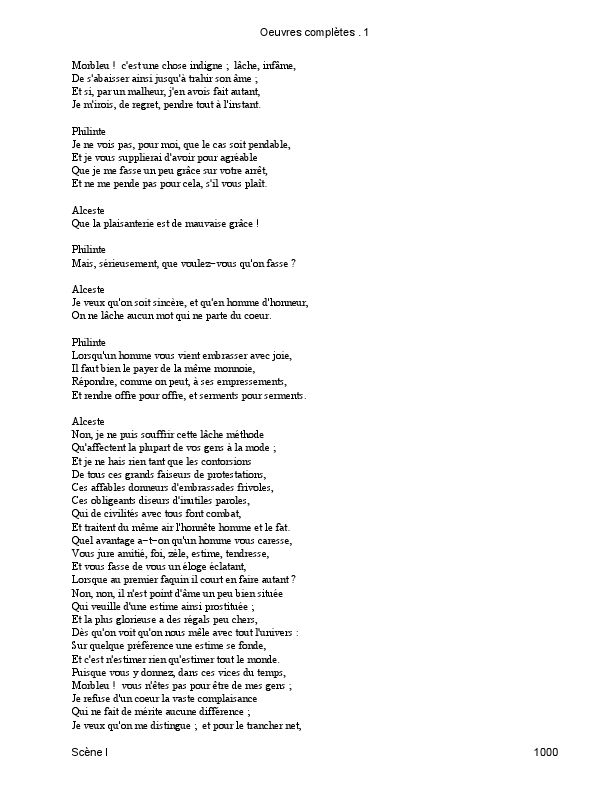 Oeuvres complètes . 1
Morbleu !  c'est une chose indigne ;  lâche, infâme,
De s'abaisser ainsi jusqu'à trahir son âme ;
Et si, par un malheur, j'en avois fait autant,
Je m'irois, de regret, pendre tout à l'instant.
Philinte
Je ne vois pas, pour moi, que le cas soit pendable,
Et je vous supplierai d'avoir pour agréable
Que je me fasse un peu grâce sur votre arrêt,
Et ne me pende pas pour cela, s'il vous plaît.
Alceste
Que la plaisanterie est de mauvaise grâce !
Philinte
Mais, sérieusement, que voulez-vous qu'on fasse ?
Alceste
Je veux qu'on soit sincère, et qu'en homme d'honneur,
On ne lâche aucun mot qui ne parte du coeur.
Philinte
Lorsqu'un homme vous vient embrasser avec joie,
Il faut bien le payer de la même monnoie,
Répondre, comme on peut, à ses empressements,
Et rendre offre pour offre, et serments pour serments.
Alceste
Non, je ne puis souffrir cette lâche méthode
Qu'affectent la plupart de vos gens à la mode ;
Et je ne hais rien tant que les contorsions
De tous ces grands faiseurs de protestations,
Ces affables donneurs d'embrassades frivoles,
Ces obligeants diseurs d'inutiles paroles,
Qui de civilités avec tous font combat,
Et traitent du même air l'honnête homme et le fat.
Quel avantage a-t-on qu'un homme vous caresse,
Vous jure amitié, foi, zèle, estime, tendresse,
Et vous fasse de vous un éloge éclatant,
Lorsque au premier faquin il court en faire autant ?
Non, non, il n'est point d'âme un peu bien située
Qui veuille d'une estime ainsi prostituée ;
Et la plus glorieuse a des régals peu chers,
Dès qu'on voit qu'on nous mêle avec tout l'univers :
Sur quelque préférence une estime se fonde,
Et c'est n'estimer rien qu'estimer tout le monde.
Puisque vous y donnez, dans ces vices du temps,
Morbleu !  vous n'êtes pas pour être de mes gens ;
Je refuse d'un coeur la vaste complaisance
Qui ne fait de mérite aucune différence ;
Je veux qu'on me distingue ;  et pour le trancher net,
Scène I 1000